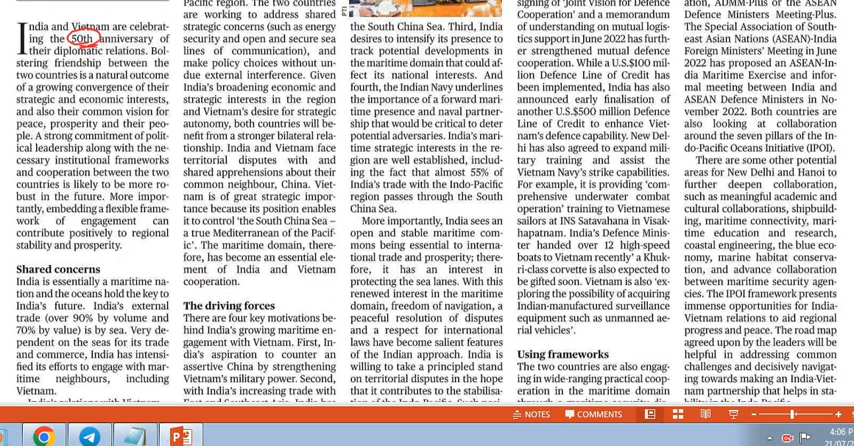 India and Vietnam are celebrat-
ing the 50th anniversary of
their diplomatic relations. Bol-
stering friendship between the
two countries is a natural outcome
of a growing convergence of their
strategic and economic interests,
and also their common vision for
peace, prosperity and their peo-
ple. A strong commitment of polit-
ical leadership along with the ne-
cessary institutional frameworks
and cooperation between the two
countries is likely to be more ro-
bust in the future. More impor-
tantly, embedding a flexible frame-
work of engagement can
contribute positively to regional
stability and prosperity.
Shared concerns
India is essentially a maritime na-
tion and the oceans hold the key to
India's future. India's external
trade (over 90% by volume and
70% by value) is by sea. Very de-
pendent on the seas for its trade
and commerce, India has intensi-
fied its efforts to engage with mar-
itime neighbours, including
Vietnam.
Pacific region. The two countries
are working to address shared
strategic concerns (such as energy
security and open and secure sea
lines of communication), and
make policy choices without un-
due external interference. Given
India's broadening economic and
strategic interests in the region
and Vietnam's desire for strategic
autonomy, both countries will be-
nefit from a stronger bilateral rela-
tionship. India and Vietnam face
territorial disputes with and
shared apprehensions about their
common neighbour, China. Viet-
nam is of great strategic impor-
tance because its position enables
it to control 'the South China Sea –
a true Mediterranean of the Pacif-
ic'. The maritime domain, there-
fore, has become an essential ele-
ment of India and Vietnam
cooperation.
The driving forces
There are four key motivations be-
hind India's growing maritime en-
gagement with Vietnam. First, In-
dia's aspiration to counter an
assertive China by strengthening
Vietnam's military power. Second,
with India's increasing trade with
PTI
the South China Sea. Third, India
desires to intensify its presence to
track potential developments in
the maritime domain that could af-
fect its national interests. And
fourth, the Indian Navy underlines
the importance of a forward mari-
time presence and naval partner-
ship that would be critical to deter
potential adversaries. India's mari-
time strategic interests in the re-
gion are well established, includ-
ing the fact that almost 55% of
India's trade with the Indo-Pacific
region passes through the South
China Sea.
More importantly, India sees an
open and stable maritime com-
mons being essential to interna-
tional trade and prosperity; there-
fore, it has an interest in
protecting the sea lanes. With this
renewed interest in the maritime
domain, freedom of navigation, a
peaceful resolution of disputes
and a respect for international
laws have become salient features
of the Indian approach. India is
willing to take a principled stand
on territorial disputes in the hope
that it contributes to the stabilisa-
signing of 'Joint Vision for Defence
Cooperation' and a memorandum
of understanding on mutual logis-
tics support in June 2022 has furth-
er strengthened mutual defence
cooperation. While a U.S.$100 mil-
lion Defence Line of Credit has
been implemented, India has also
announced early finalisation of
another U.S.$500 million Defence
Line of Credit to enhance Viet-
nam's defence capability. New Del-
hi has also agreed to expand mili-
tary training and assist the
Vietnam Navy's strike capabilities.
For example, it is providing 'com-
prehensive underwater combat
operation' training to Vietnamese
sailors at INS Satavahana in Visak-
hapatnam. India's Defence Minis-
ter handed over 12 high-speed
boats to Vietnam recently' a Khuk-
ri-class corvette is also expected to
be gifted soon. Vietnam is also 'ex-
ploring the possibility of acquiring
Indian-manufactured surveillance
equipment such as unmanned ae-
rial vehicles'.
Using frameworks
The two countries are also engag-
ing in wide-ranging practical coop-
eration in the maritime domain
ation, ADMM-Plus or the ASEAN
Defence Ministers Meeting-Plus.
The Special Association of South-
east Asian Nations (ASEAN)-India
Foreign Ministers' Meeting in June
2022 has proposed an ASEAN-In-
dia Maritime Exercise and infor-
mal meeting between India and
ASEAN Defence Ministers in No-
vember 2022. Both countries are
also looking at collaboration
around the seven pillars of the In-
do-Pacific Oceans Initiative (IPOI).
There are some other potential
areas for New Delhi and Hanoi to
further deepen collaboration,
such as meaningful academic and
cultural collaborations, shipbuild-
ing, maritime connectivity, mari-
time education and research,
coastal engineering, the blue eco-
nomy, marine habitat conserva-
tion, and advance collaboration
between maritime security agen-
cies. The IPOI framework presents
immense opportunities for India-
Vietnam relations to aid regional
progress and peace. The road map
agreed upon by the leaders will be
helpful in addressing common
challenges and decisively navigat-
ing towards making an India-Viet-
nam partnership that helps in sta-
NOTES
COMMENTS
4:06 P
21/07/2